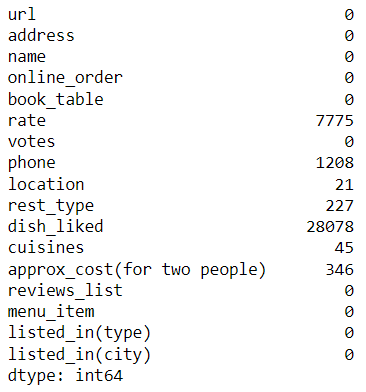 url 0
address 0
name 0
online_order 0
book_table 0
rate 7775
votes 0
phone 1208
location 21
rest_type 227
dish_liked 28078
cuisines 45
approx_cost(for two people) 346
reviews_list 0
menu_item 0
listed_in(type) 0
listed_in(city) 0
dtype: int64